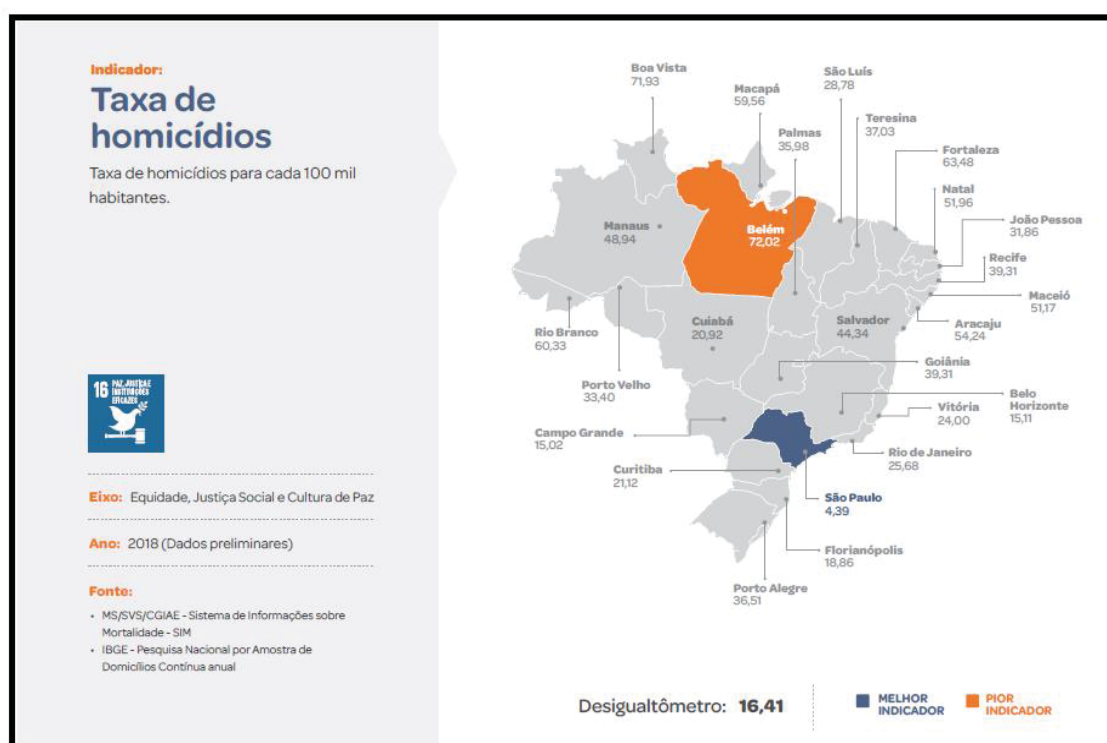 Indicador:
Taxa de
homicídios
Taxa de homicídios para cada 100 mil
habitantes.
16 PAZ, JUSTIÇA E
INSTITUIÇÕES
EFICAZES
Eixo: Equidade, Justiça Social e Cultura de Paz
Ano: 2018 (Dados preliminares)
Fonte:
• MS/SVS/CGIAE - Sistema de Informações sobre
Mortalidade - SIM
• IBGE - Pesquisa Nacional por Amostra de
Domicílios Contínua anual
Boa Vista
71,93
Macapá
59,56
São Luís
28,78
Palmas
35,98
Teresina
37,03
Fortaleza
63,48
Natal
51,96
João Pessoa
31,86
Recife
39,31
Maceió
51,17
Aracaju
54,24
Manaus
48,94
Belém
72,02
Rio Branco
60,33
Cuiabá
20,92
Salvador
44,34
Porto Velho
33,40
Goiânia
39,31
Belo
Horizonte
15,11
Vitória
24,00
Campo Grande
15,02
Rio de Janeiro
25,68
Curitiba
21,12
São Paulo
4,39
Florianópolis
18,86
Porto Alegre
36,51
Desigualtômetro: 16,41
MELHOR
INDICADOR
PIOR
INDICADOR